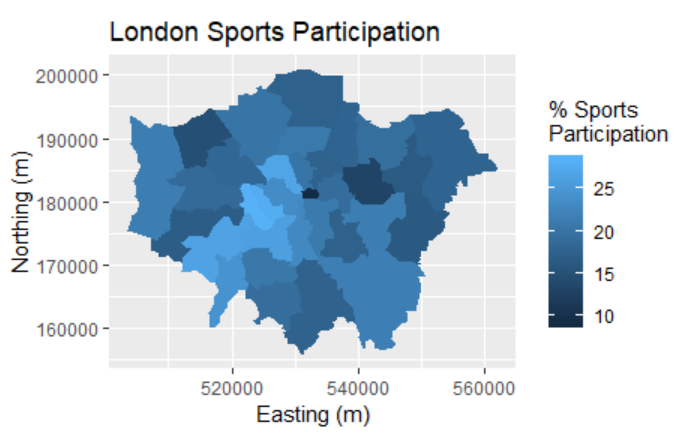 London Sports Participation
200000
190000
180000
170000
160000
Northing (m)
520000 540000 560000
Easting (m)
% Sports
Participation
25
20
15
10